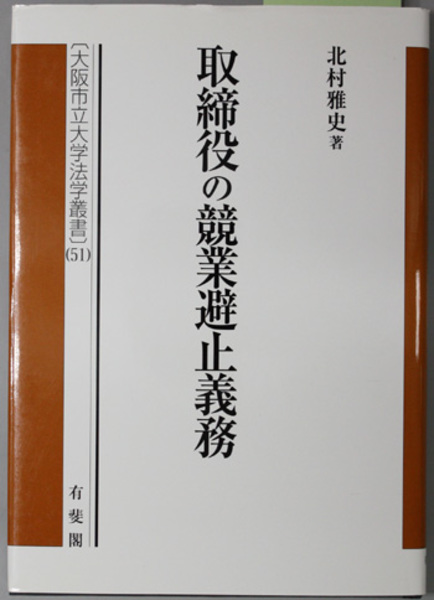 北村雅史著
取締役の競業避止義務
〔大阪市立大学法学叢書〕(51)
有斐閣